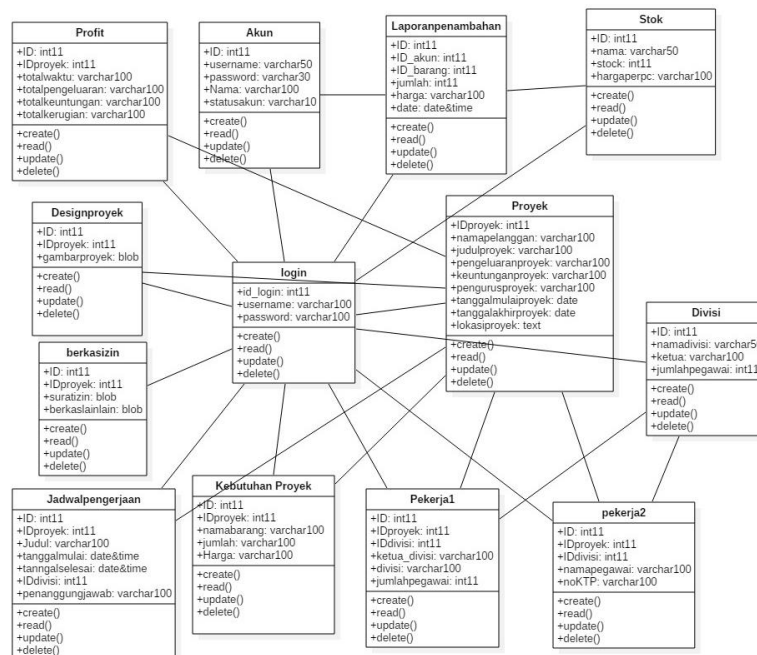 Profit
+ID: int11
+IDproyek: int11
+totalwaktu: varchar100
+totalpengeluaran: varchar100
+totalkeuntungan: varchar100
+totalkerugian: varchar100
+create()
+read()
+update()
+delete()
Akun
+ID: int11
+username: varchar50
+password: varchar30
+Nama: varchar100
+statusakun: varchar10
+create()
+read()
+update()
+delete()
Laporanpenambahan
+ID: int11
+ID_akun: int11
+ID_barang: int11
+jumlah: int11
+harga: varchar100
+date: date&time
+create()
+read()
+update()
+delete()
Stok
+ID: int11
+nama: varchar50
+stock: int11
+hargaperpc: varchar100
+create()
+read()
+update()
+delete()
Designproyek
+ID: int11
+IDproyek: int11
+gambarproyek: blob
+create()
+read()
+update()
+delete()
login
+id_login: int11
+username: varchar100
+password: varchar100
+create()
+read()
+update()
+delete()
Proyek
+IDproyek: int11
+namapelanggan: varchar100
+judulproyek: varchar100
+pengeluaranproyek: varchar100
+keuntunganproyek: varchar100
+pengurusproyek: varchar100
+tanggalmulaiproyek: date
+tanggalakhirproyek: date
+lokasiproyek: text
+create()
+read()
+update()
+delete()
Divisi
+ID: int11
+namadivisi: varchar50
+ketua: varchar100
+jumlahpegawai: int11
+create()
+read()
+update()
+delete()
berkasizin
+ID: int11
+IDproyek: int11
+suratizin: blob
+berkaslainlain: blob
+create()
+read()
+update()
+delete()
Jadwalpengerjaan
+ID: int11
+IDproyek: int11
+Judul: varchar100
+tanggalmulai: date&time
+tanngalselesai: date&time
+IDdivisi: int11
+penanggungjawab: varchar100
+create()
+read()
+update()
+delete()
Kebutuhan Proyek
+ID: int11
+IDproyek: int11
+namabarang: varchar100
+jumlah: varchar100
+Harga: varchar100
+create()
+read()
+update()
+delete()
Pekerja1
+ID: int11
+IDproyek: int11
+IDdivisi: int11
+ketua_divisi: varchar100
+divisi: varchar100
+jumlahpegawai: int11
+create()
+read()
+update()
+delete()
pekerja2
+ID: int11
+IDproyek: int11
+IDdivisi: int11
+namapegawai: varchar100
+noKTP: varchar100
+create()
+read()
+update()
+delete()